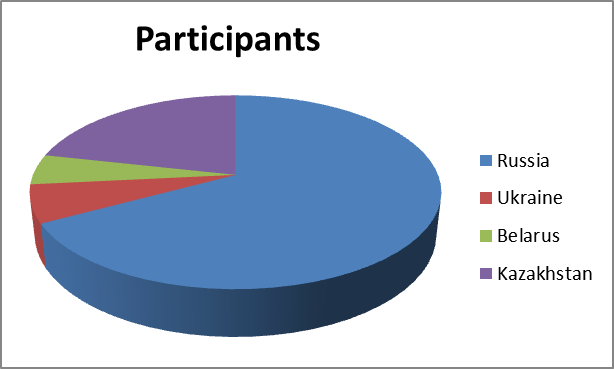 Participants
Russia
Ukraine
Belarus
Kazakhstan